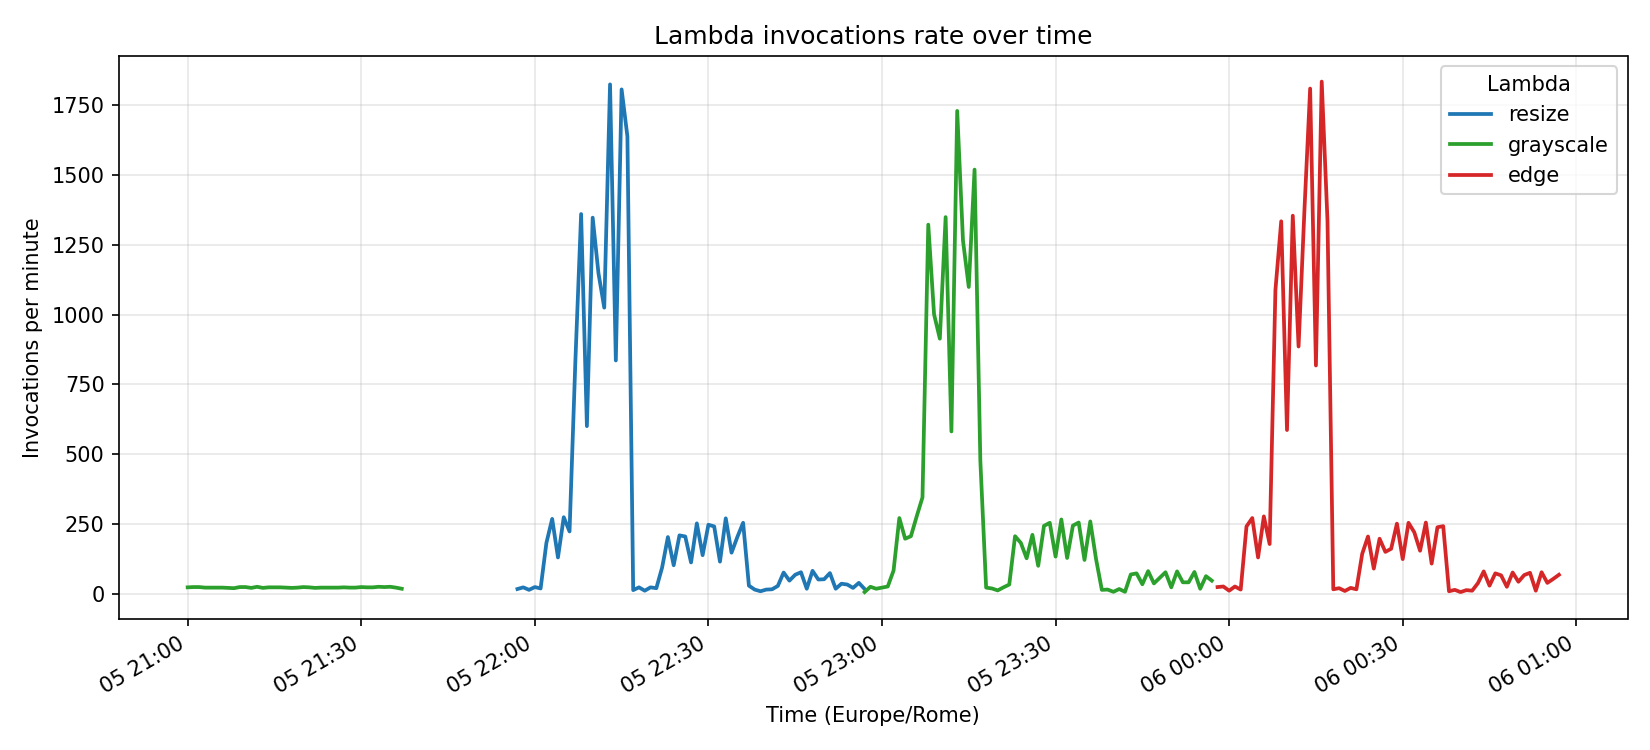 Lambda invocations rate over time
Invocations per minute
1750
1500
1250
1000
750
500
250
0
Lambda
resize
grayscale
edge
05 21:00
05 21:30
05 22:00
05 22:30
05 23:00
05 23:30
06 00:00
06 00:30
06 01:00
Time (Europe/Rome)